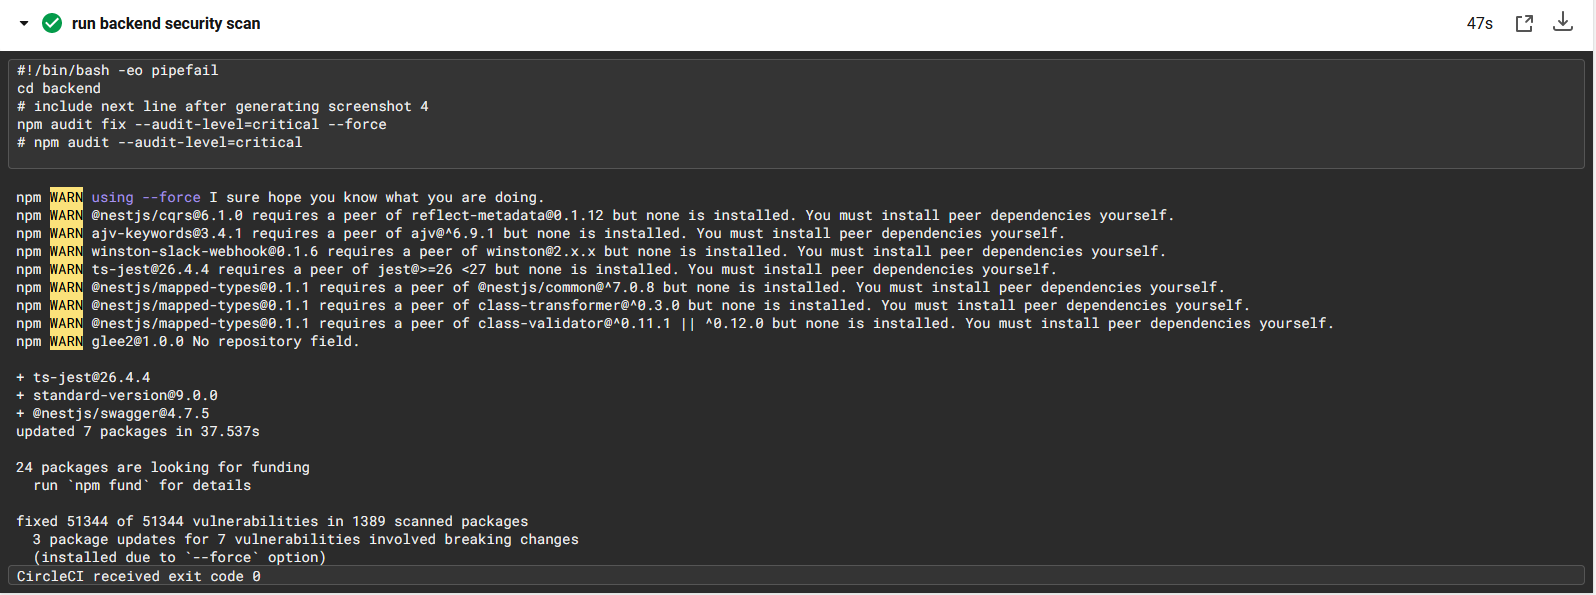 run backend security scan
47s
#!/bin/bash -eo pipefail
cd backend
# include next line after generating screenshot 4
npm audit fix --audit-level=critical --force
# npm audit --audit-level=critical
npm WARN using --force I sure hope you know what you are doing.
npm WARN @nestjs/cqrs@6.1.0 requires a peer of reflect-metadata@0.1.12 but none is installed. You must install peer dependencies yourself.
npm WARN ajv-keywords@3.4.1 requires a peer of ajv@^6.9.1 but none is installed. You must install peer dependencies yourself.
npm WARN winston-slack-webhook@0.1.6 requires a peer of winston@2.x.x but none is installed. You must install peer dependencies yourself.
npm WARN ts-jest@26.4.4 requires a peer of jest@>=26 <27 but none is installed. You must install peer dependencies yourself.
npm WARN @nestjs/mapped-types@0.1.1 requires a peer of @nestjs/common@^7.0.8 but none is installed. You must install peer dependencies yourself.
npm WARN @nestjs/mapped-types@0.1.1 requires a peer of class-transformer@^0.3.0 but none is installed. You must install peer dependencies yourself.
npm WARN @nestjs/mapped-types@0.1.1 requires a peer of class-validator@^0.11.1 || ^0.12.0 but none is installed. You must install peer dependencies yourself.
npm WARN glee2@1.0.0 No repository field.
+ ts-jest@26.4.4
+ standard-version@9.0.0
+ @nestjs/swagger@4.7.5
updated 7 packages in 37.537s
24 packages are looking for funding
run `npm fund` for details
fixed 51344 of 51344 vulnerabilities in 1389 scanned packages
3 package updates for 7 vulnerabilities involved breaking changes
(installed due to `--force` option)
CircleCI received exit code 0